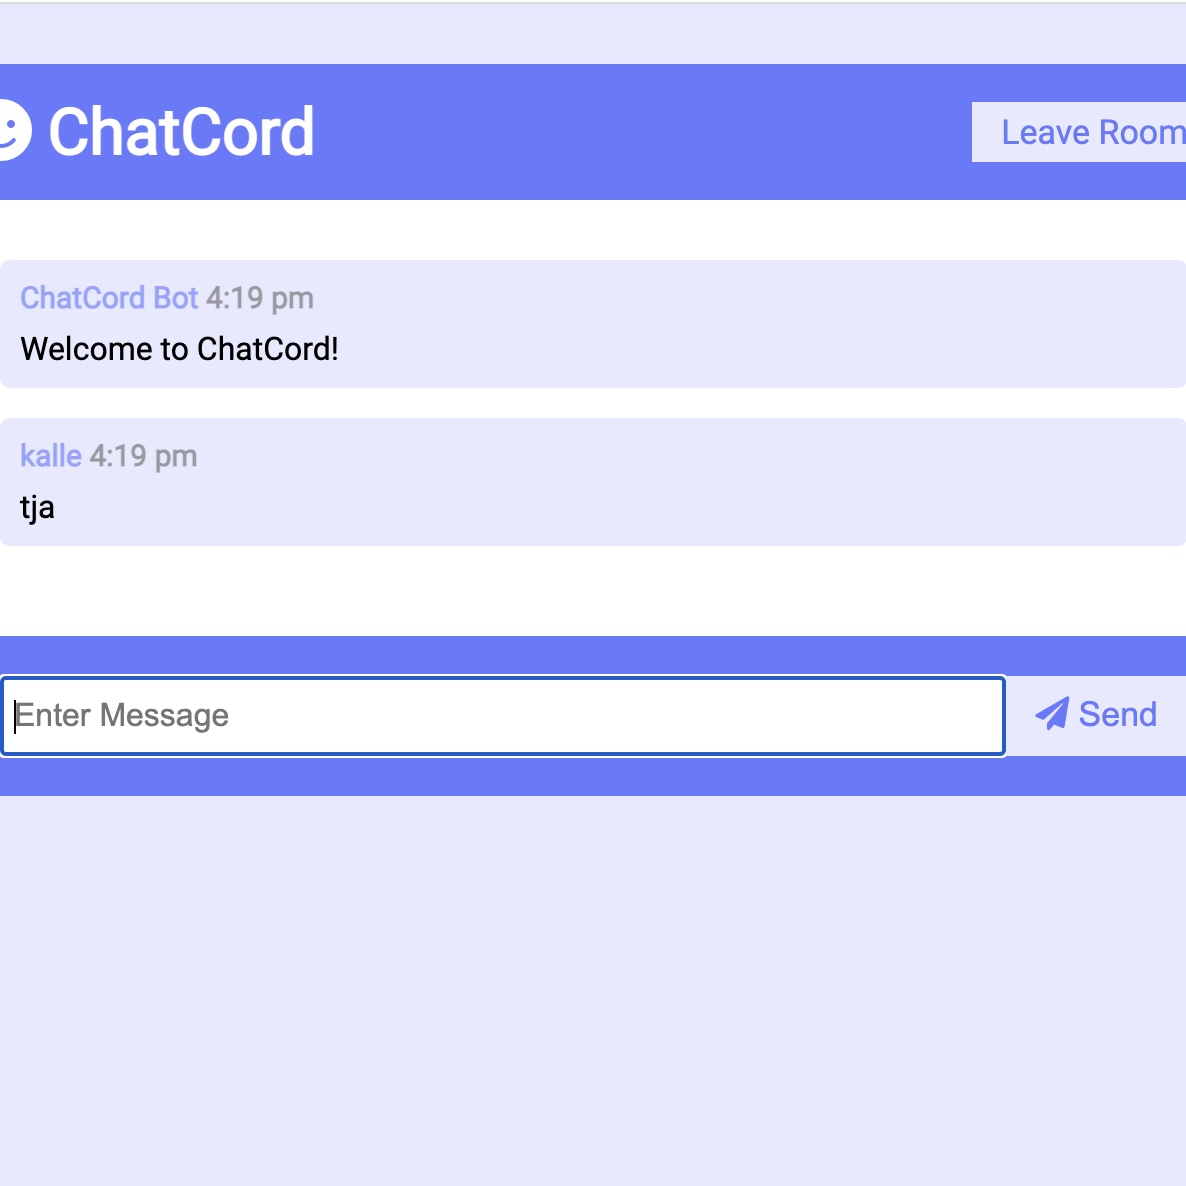 ChatCord
Leave Room
ChatCord Bot 4:19 pm
Welcome to ChatCord!
kalle 4:19 pm
tja
Enter Message
Send